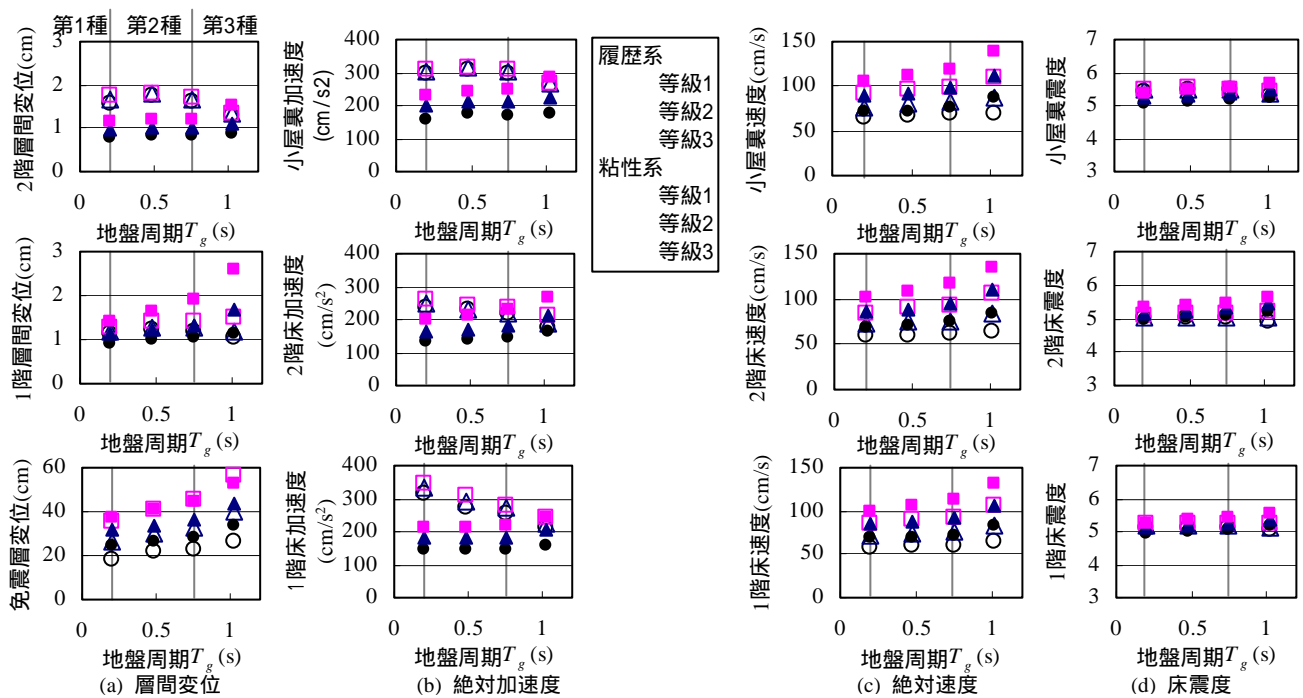 第1種 第2種 第3種
2階層間変位(cm)
3
2
1
0
0 0.5 1
地盤周期Tg (s)
小屋裏加速度
(cm/s2)
400
300
200
100
0
0 0.5 1
地盤周期Tg (s)
履歴系
等級1
等級2
等級3
粘性系
等級1
等級2
等級3
小屋裏速度(cm/s)
150
100
50
0
0 0.5 1
地盤周期Tg (s)
小屋裏震度
7
6
5
4
3
0 0.5 1
地盤周期Tg (s)
1階層間変位(cm)
3
2
1
0
0 0.5 1
地盤周期Tg (s)
2階床加速度
(cm/s²)
400
300
200
100
0
0 0.5 1
地盤周期Tg (s)
2階床速度(cm/s)
150
100
50
0
0 0.5 1
地盤周期Tg (s)
2階床震度
7
6
5
4
3
0 0.5 1
地盤周期Tg (s)
免震層変位(cm)
60
40
20
0
0 0.5 1
地盤周期Tg (s)
(a) 層間変位
1階床加速度
(cm/s²)
400
300
200
100
0
0 0.5 1
地盤周期Tg (s)
(b) 絶対加速度
1階床速度(cm/s)
150
100
50
0
0 0.5 1
地盤周期Tg (s)
(c) 絶対速度
1階床震度
7
6
5
4
3
0 0.5 1
地盤周期Tg (s)
(d) 床震度